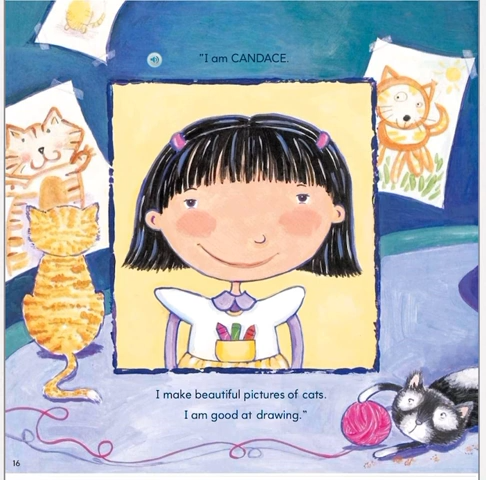 "I am CANDACE.
I make beautiful pictures of cats.
I am good at drawing."
16